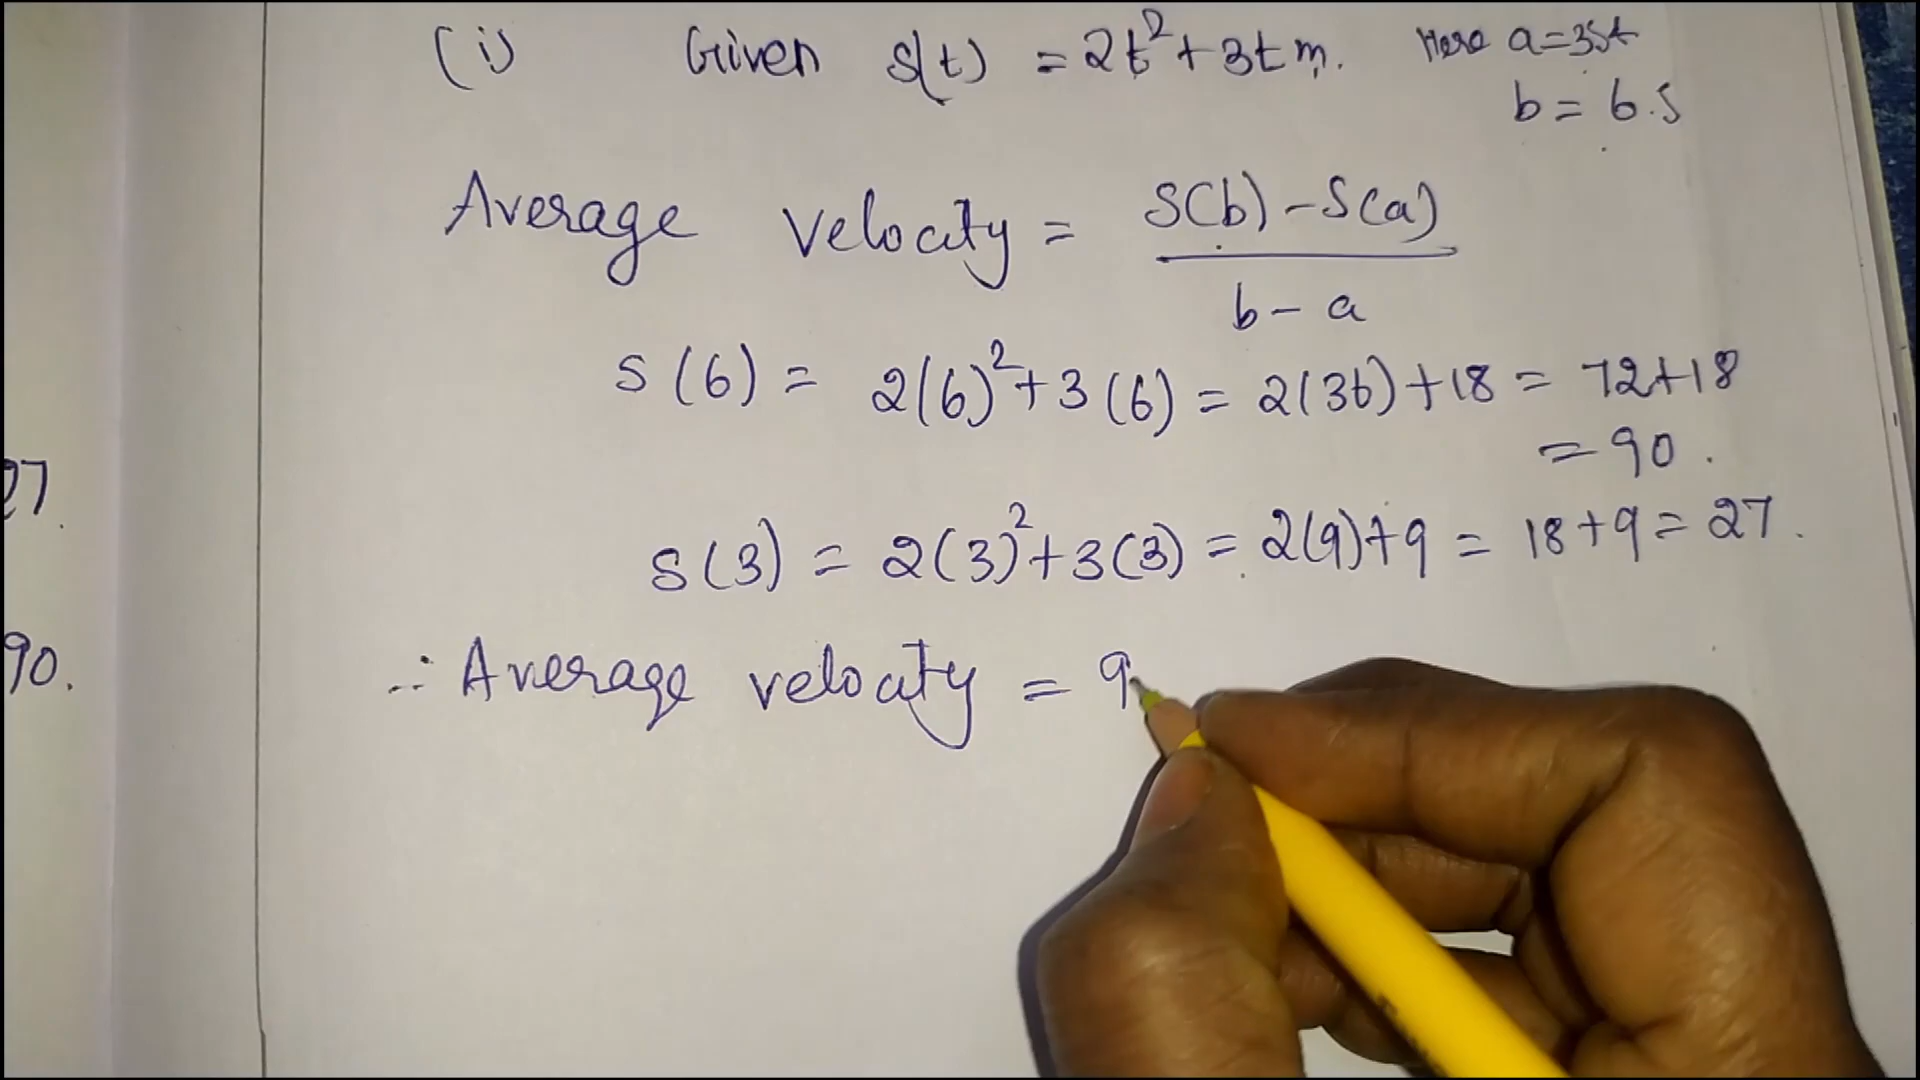 (i) Given s(t) = 2t²+3t m. Here a=3s
b = 6.s
Average velocity = S(b) - S(a)
b - a
s(6) = 2(6)²+3(6) = 2(36)+18 = 72+18
= 90.
27.
s(3) = 2(3)²+3(3) = 2(9)+9 = 18+9 = 27.
90.
∴ Average velocity = 9